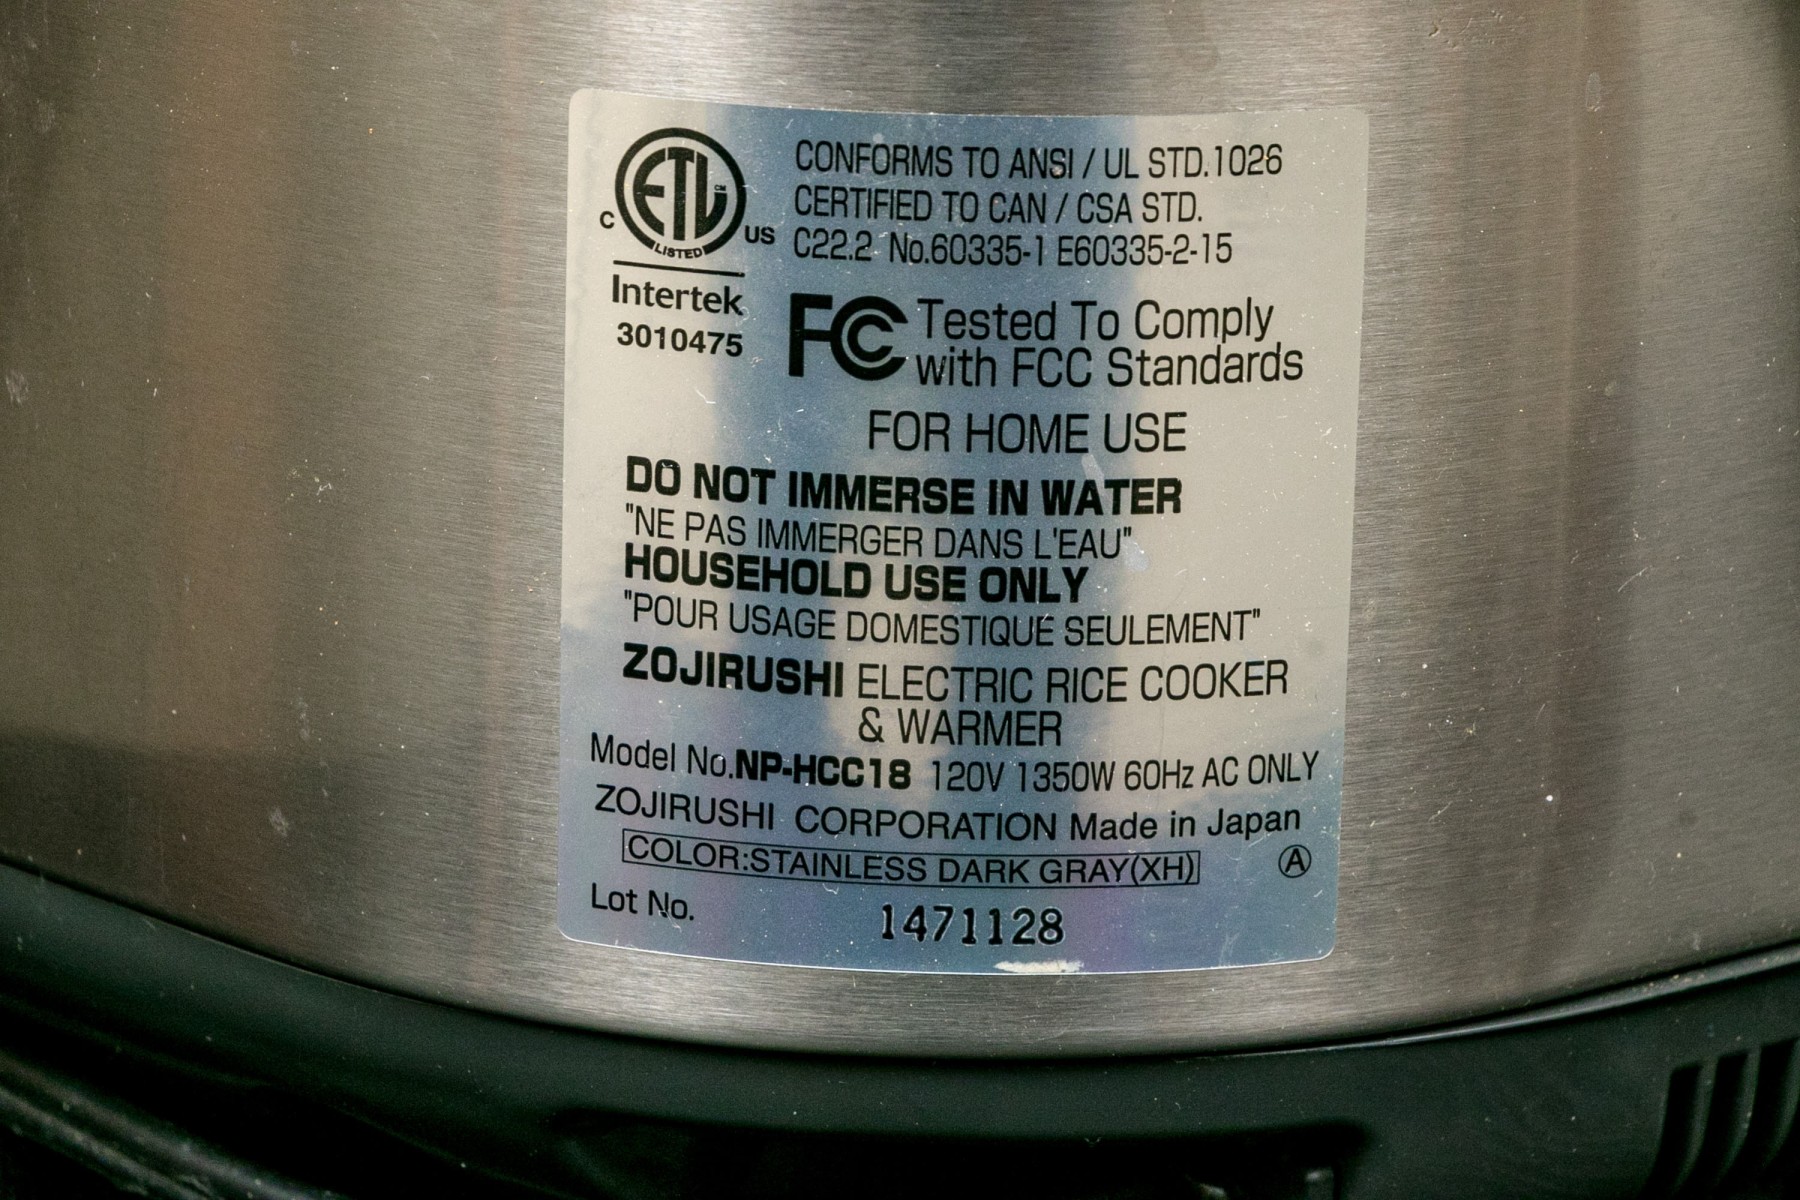 ETL CM
LISTED
C US
Intertek
3010475
CONFORMS TO ANSI / UL STD.1026
CERTIFIED TO CAN / CSA STD.
C22.2 No.60335-1 E60335-2-15
FC Tested To Comply
with FCC Standards
FOR HOME USE
DO NOT IMMERSE IN WATER
"NE PAS IMMERGER DANS L'EAU"
HOUSEHOLD USE ONLY
"POUR USAGE DOMESTIQUE SEULEMENT"
ZOJIRUSHI ELECTRIC RICE COOKER
& WARMER
Model No.NP-HCC18 120V 1350W 60Hz AC ONLY
ZOJIRUSHI CORPORATION Made in Japan
COLOR:STAINLESS DARK GRAY(XH) Ⓐ
Lot No. 1471128